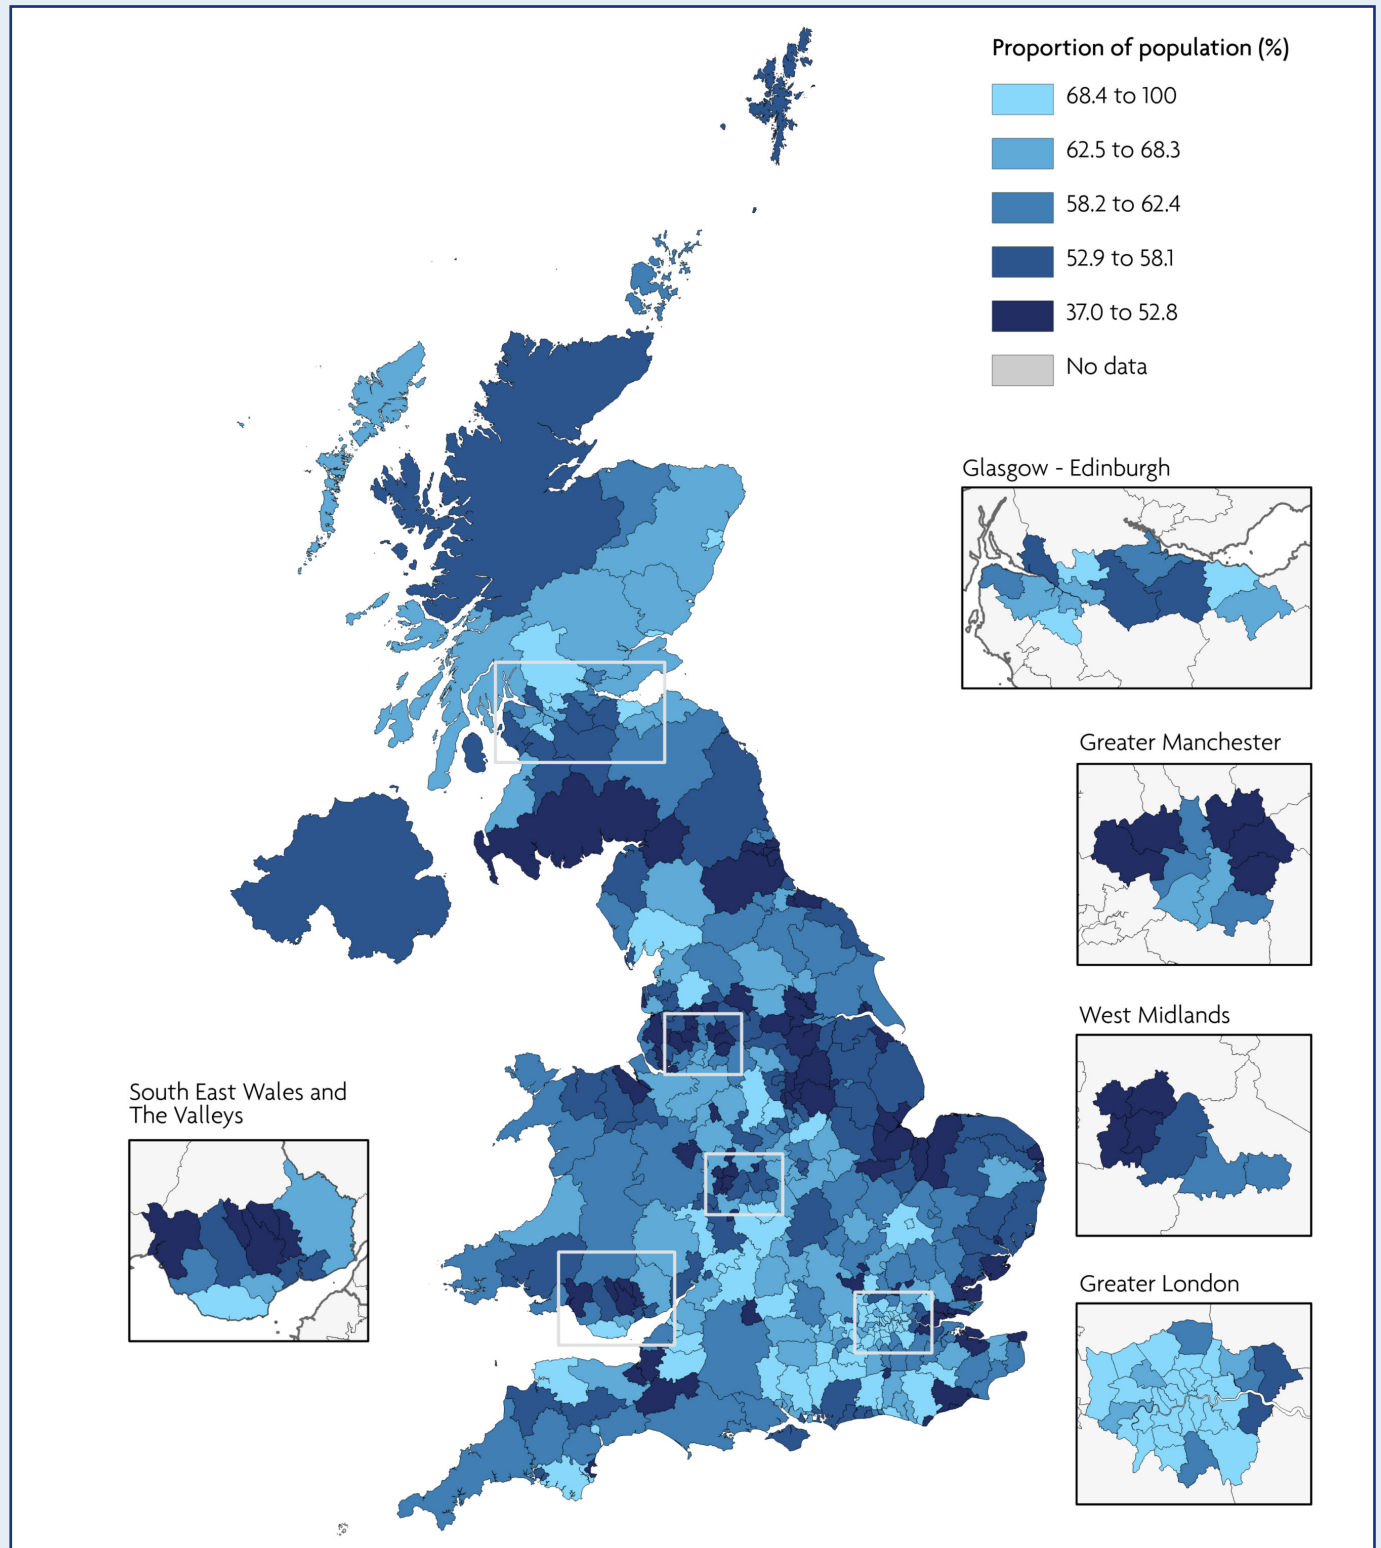 Proportion of population (%)
68.4 to 100
62.5 to 68.3
58.2 to 62.4
52.9 to 58.1
37.0 to 52.8
No data
Glasgow - Edinburgh
Greater Manchester
West Midlands
South East Wales and
The Valleys
Greater London